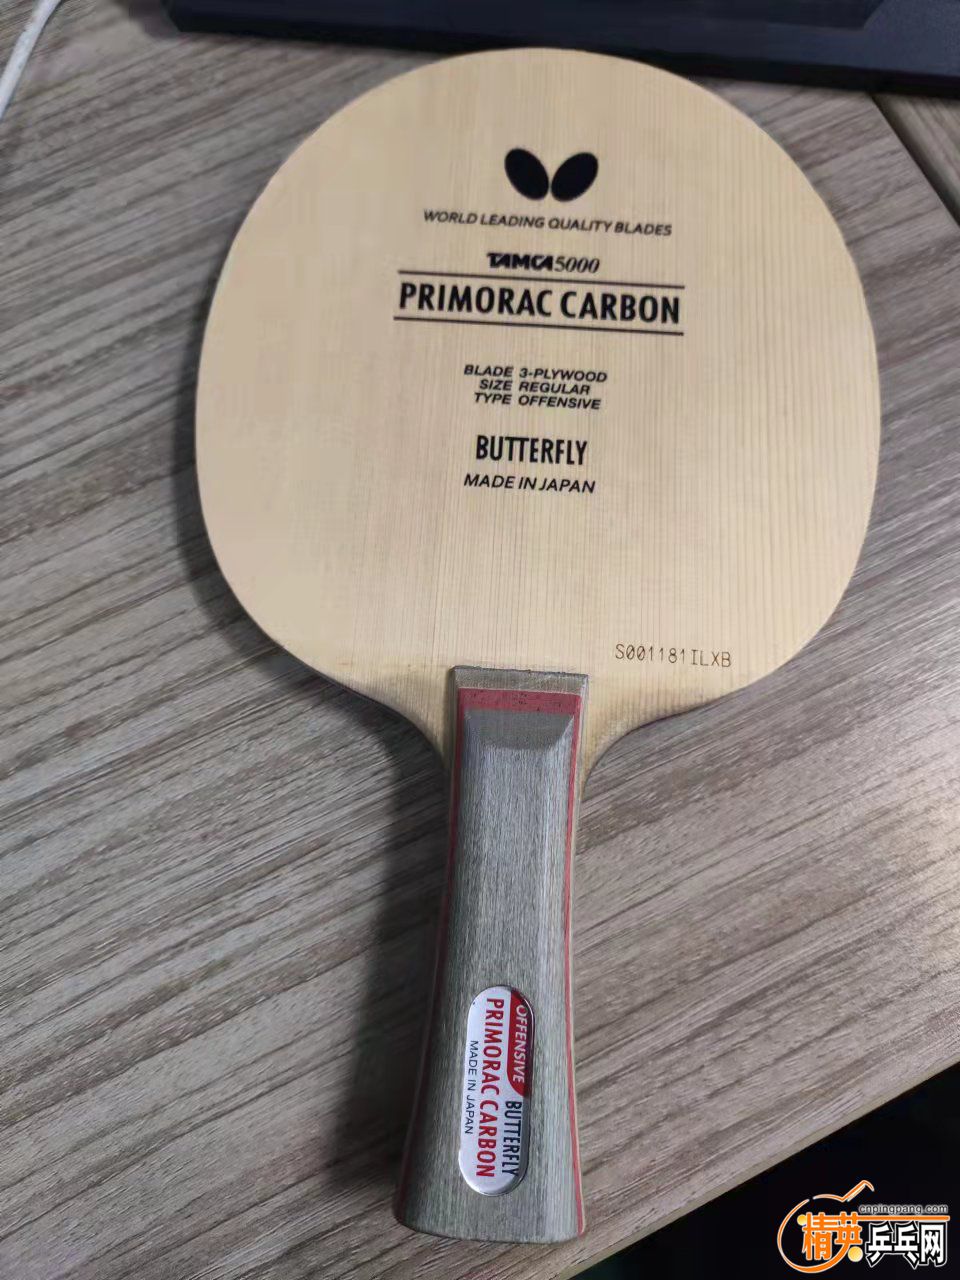 WORLD LEADING QUALITY BLADES
TAMCA5000
PRIMORAC CARBON
BLADE 3-PLYWOOD
SIZE REGULAR
TYPE OFFENSIVE
BUTTERFLY
MADE IN JAPAN
S001181ILXB
OFFENSIVE BUTTERFLY
PRIMORAC CARBON
MADE IN JAPAN
cnpingpang.com
精英乒乓网